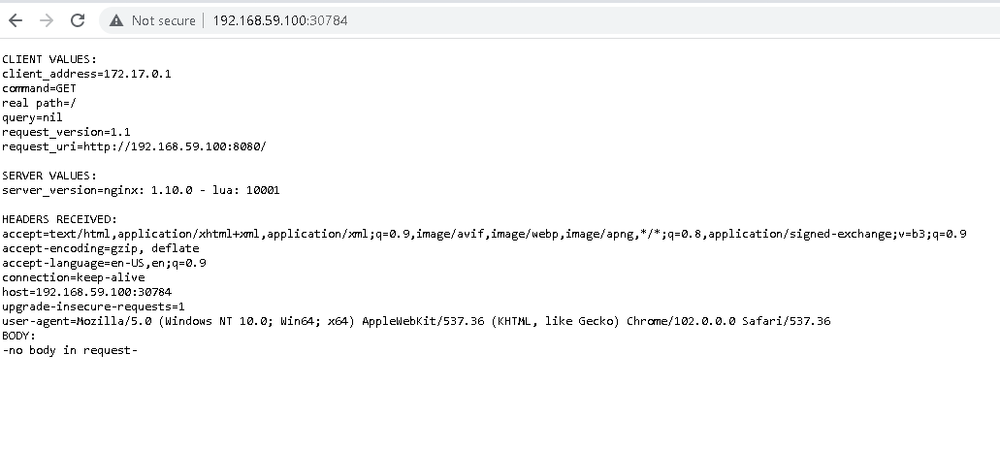 Not secure | 192.168.59.100:30784
CLIENT VALUES:
client_address=172.17.0.1
command=GET
real path=/
query=nil
request_version=1.1
request_uri=http://192.168.59.100:8080/
SERVER VALUES:
server_version=nginx: 1.10.0 - lua: 10001
HEADERS RECEIVED:
accept=text/html,application/xhtml+xml,application/xml;q=0.9,image/avif,image/webp,image/apng,*/*;q=0.8,application/signed-exchange;v=b3;q=0.9
accept-encoding=gzip, deflate
accept-language=en-US,en;q=0.9
connection=keep-alive
host=192.168.59.100:30784
upgrade-insecure-requests=1
user-agent=Mozilla/5.0 (Windows NT 10.0; Win64; x64) AppleWebKit/537.36 (KHTML, like Gecko) Chrome/102.0.0.0 Safari/537.36
BODY:
-no body in request-